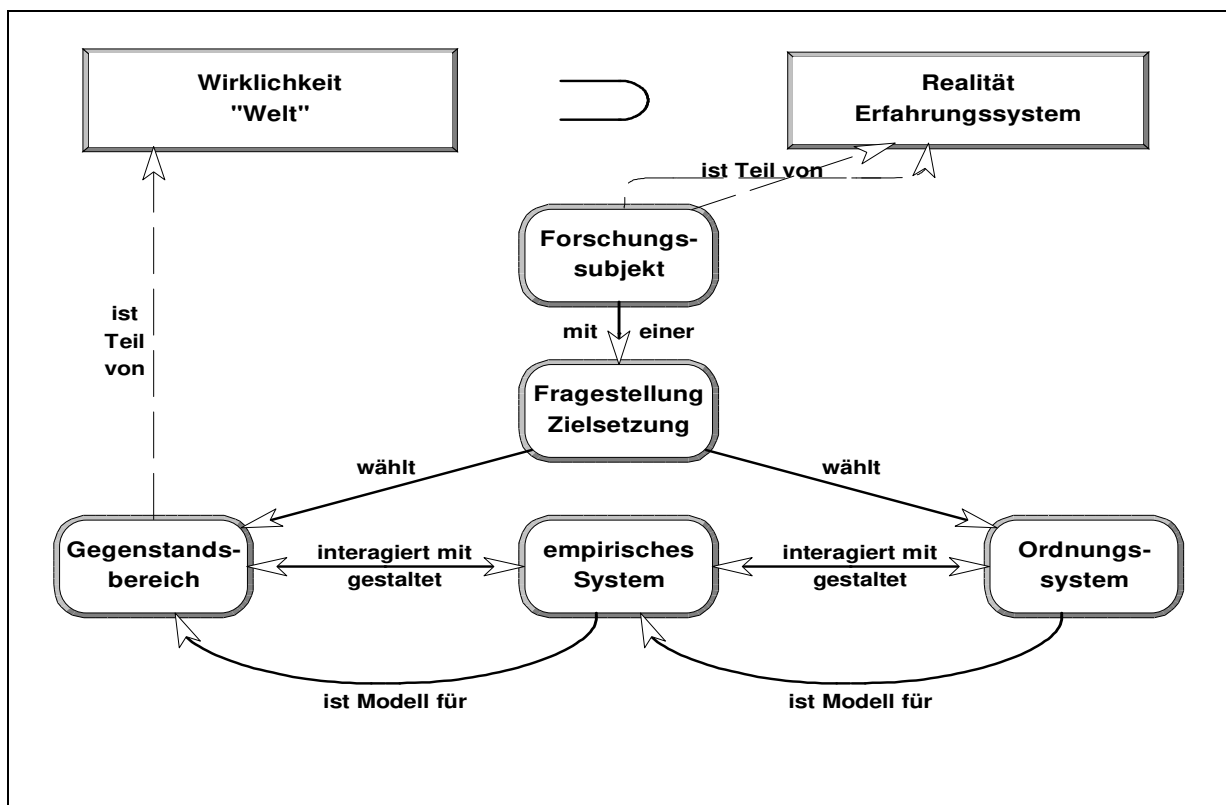 Wirklichkeit
"Welt"
Realität
Erfahrungssystem
ist Teil von
Forschungs-
subjekt
mit einer
ist
Teil
von
Fragestellung
Zielsetzung
wählt
wählt
Gegenstands-
bereich
interagiert mit
gestaltet
empirisches
System
interagiert mit
gestaltet
Ordnungs-
system
ist Modell für
ist Modell für